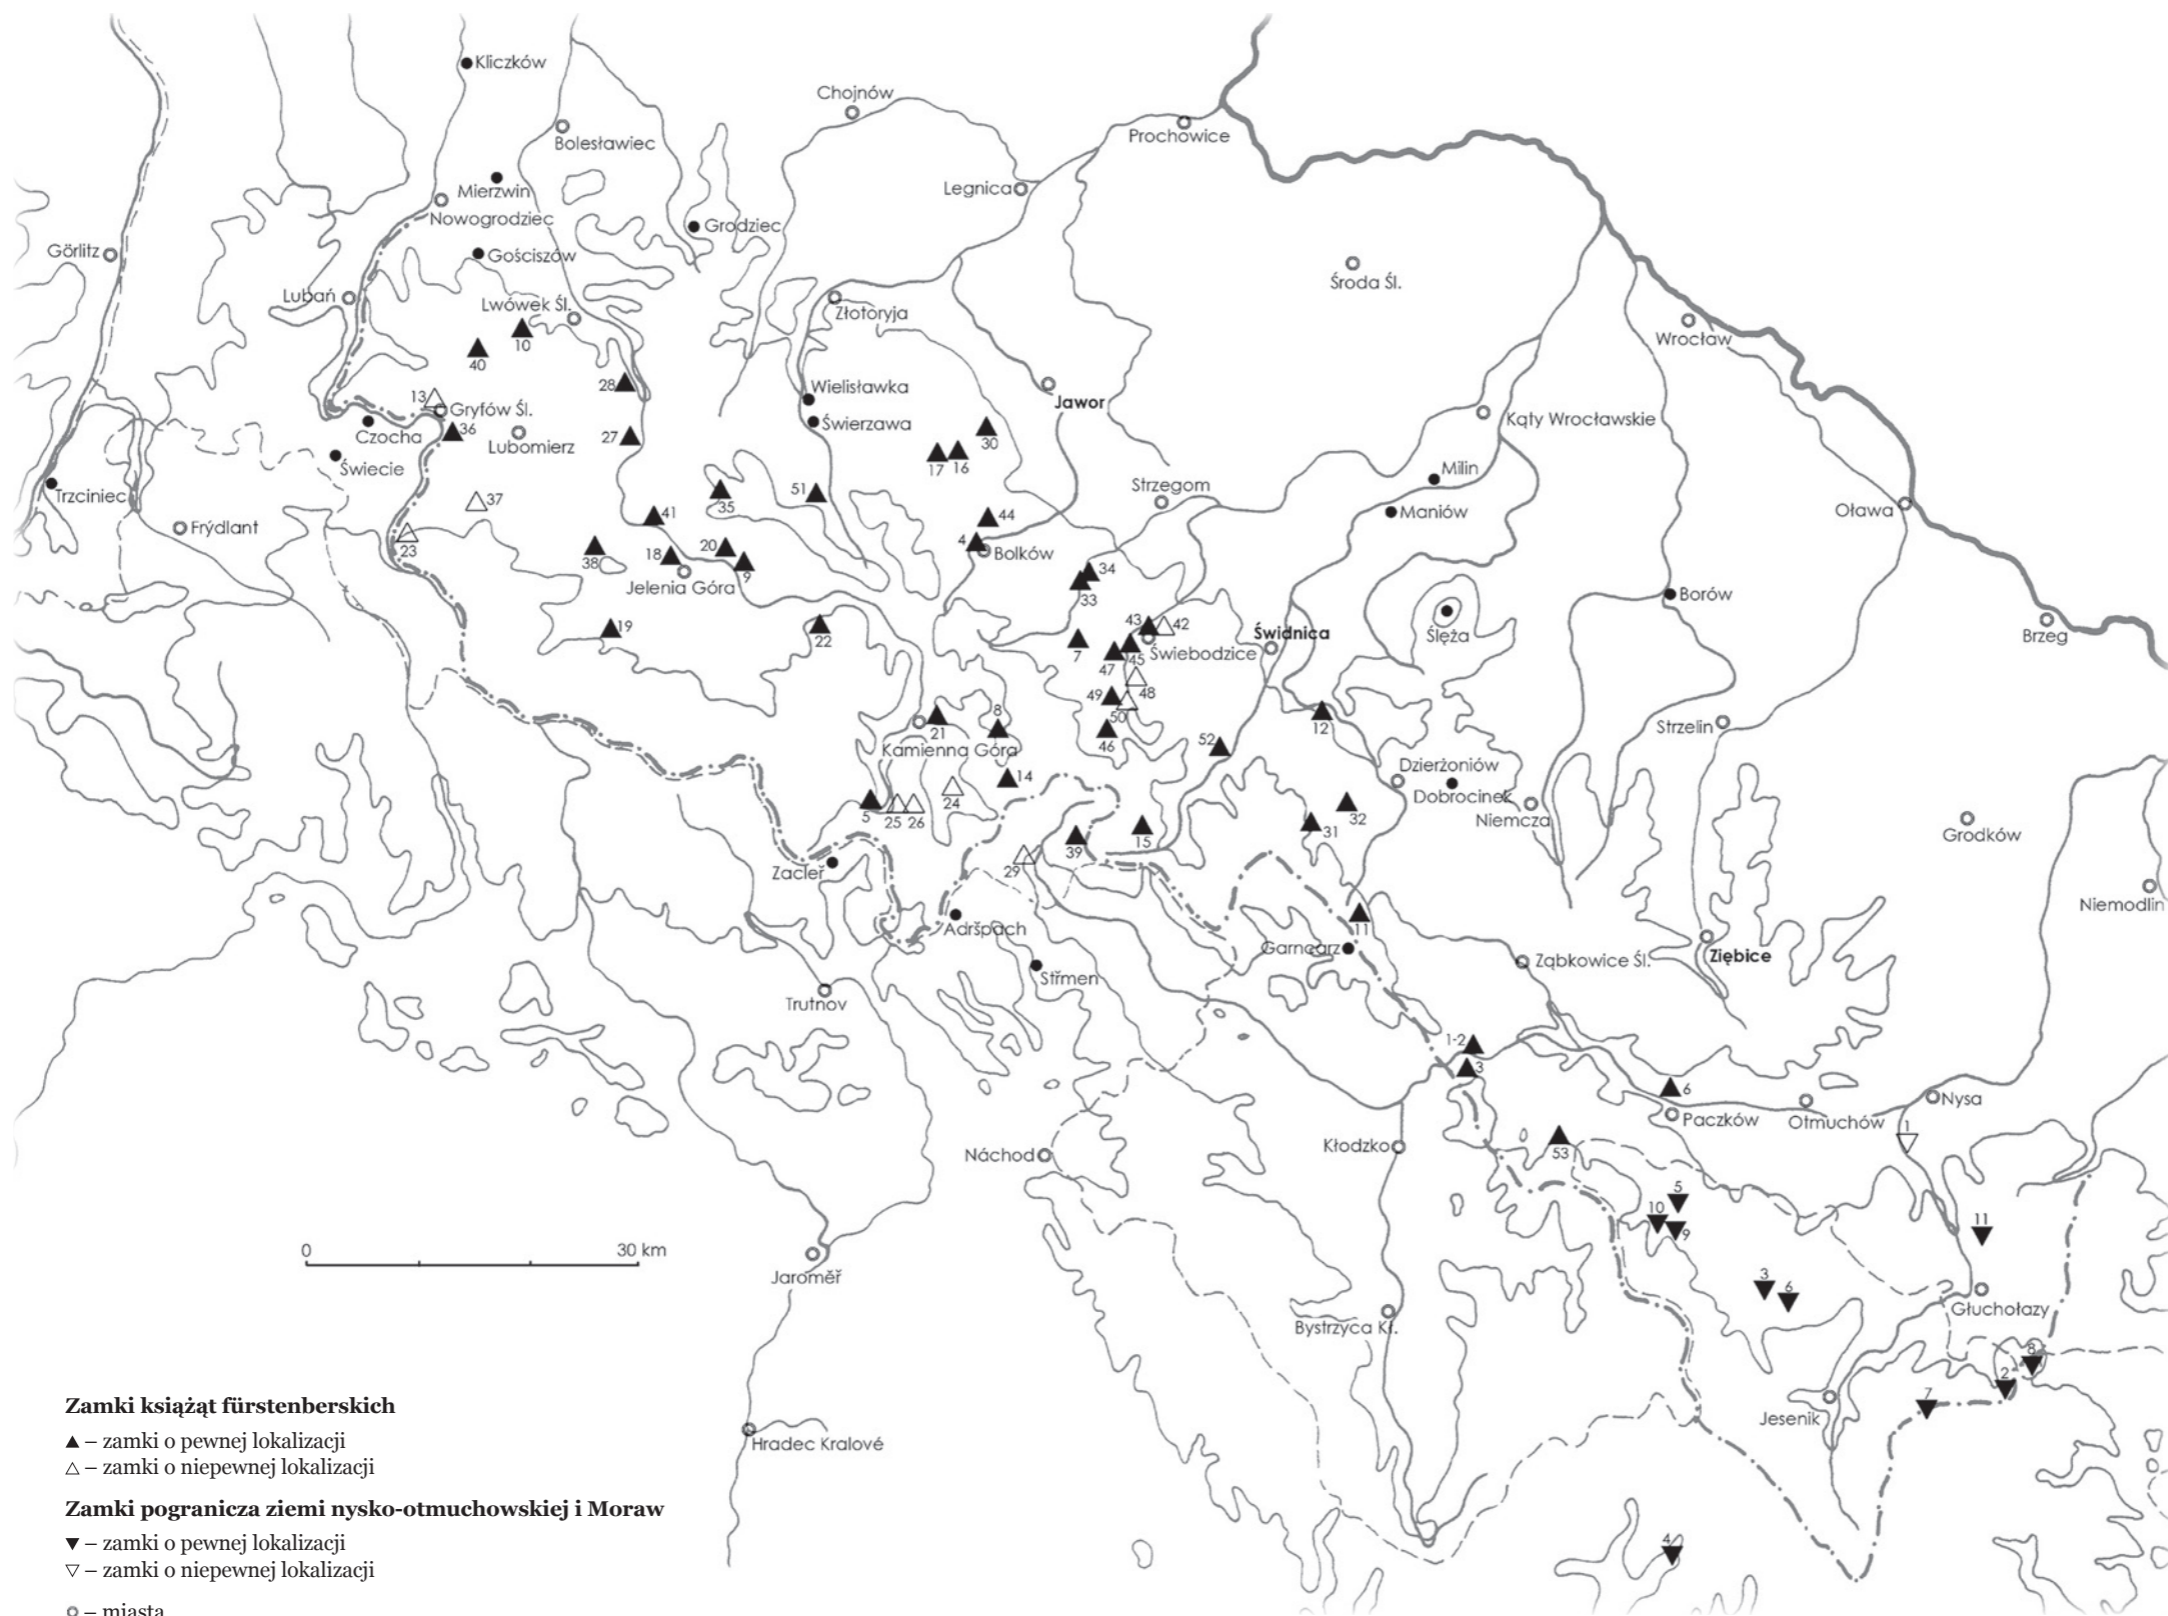 Kliczków
Chojnów
Bolesławiec
Prochowice
Mierzwin
Legnica
Nowogrodziec
Grodziec
Görlitz
Gościszów
Środa Śl.
Lubań
Lwówek Śl.
Złotoryja
Wrocław
10
40
28
Wielisławka
13
Gryfów Śl.
Jawor
Kąty Wrocławskie
Czocha
36
Lubomierz
27
Świerzawa
30
17
16
Świecie
Milin
Trzciniec
37
35
51
Strzegom
Maniów
Oława
Frýdlant
23
41
44
38
18
20
9
4
Bolków
Jelenia Góra
34
33
Borów
19
22
43
42
Świdnica
Ślęża
Brzeg
7
47
45
Świebodzice
49
48
50
21
8
46
12
Strzelin
Kamienna Góra
52
14
Dzierżoniów
24
Dobrocinek
5
25
26
32
Niemcza
31
Grodków
15
39
29
Zacleř
Niemodlin
Adršpach
11
Garncarz
Ząbkowice Śl.
Ziębice
Střmen
Trutnov
1-2
3
6
Nysa
Paczków
Otmuchów
1
Náchod
Kłodzko
53
5
10
9
11
0
30 km
3
6
Jaroměř
Głuchołazy
Bystrzyca Kł.
8
2
7
Jesenik
Hradec Kralové
4
Zamki książąt fürstenberskich
▲ – zamki o pewnej lokalizacji
△ – zamki o niepewnej lokalizacji
Zamki pogranicza ziemi nysko-otmuchowskiej i Moraw
▼ – zamki o pewnej lokalizacji
▽ – zamki o niepewnej lokalizacji
– miasta